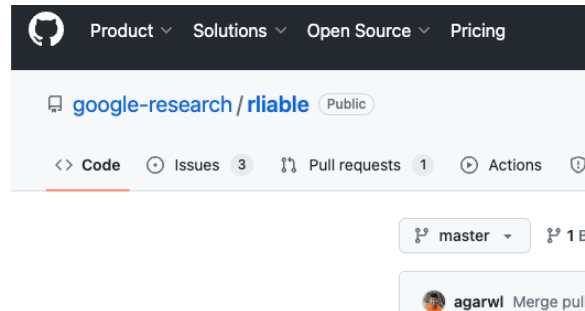 Product Solutions Open Source Pricing
google-research / rliable Public
Code Issues 3 Pull requests 1 Actions
master 1
agarwl Merge